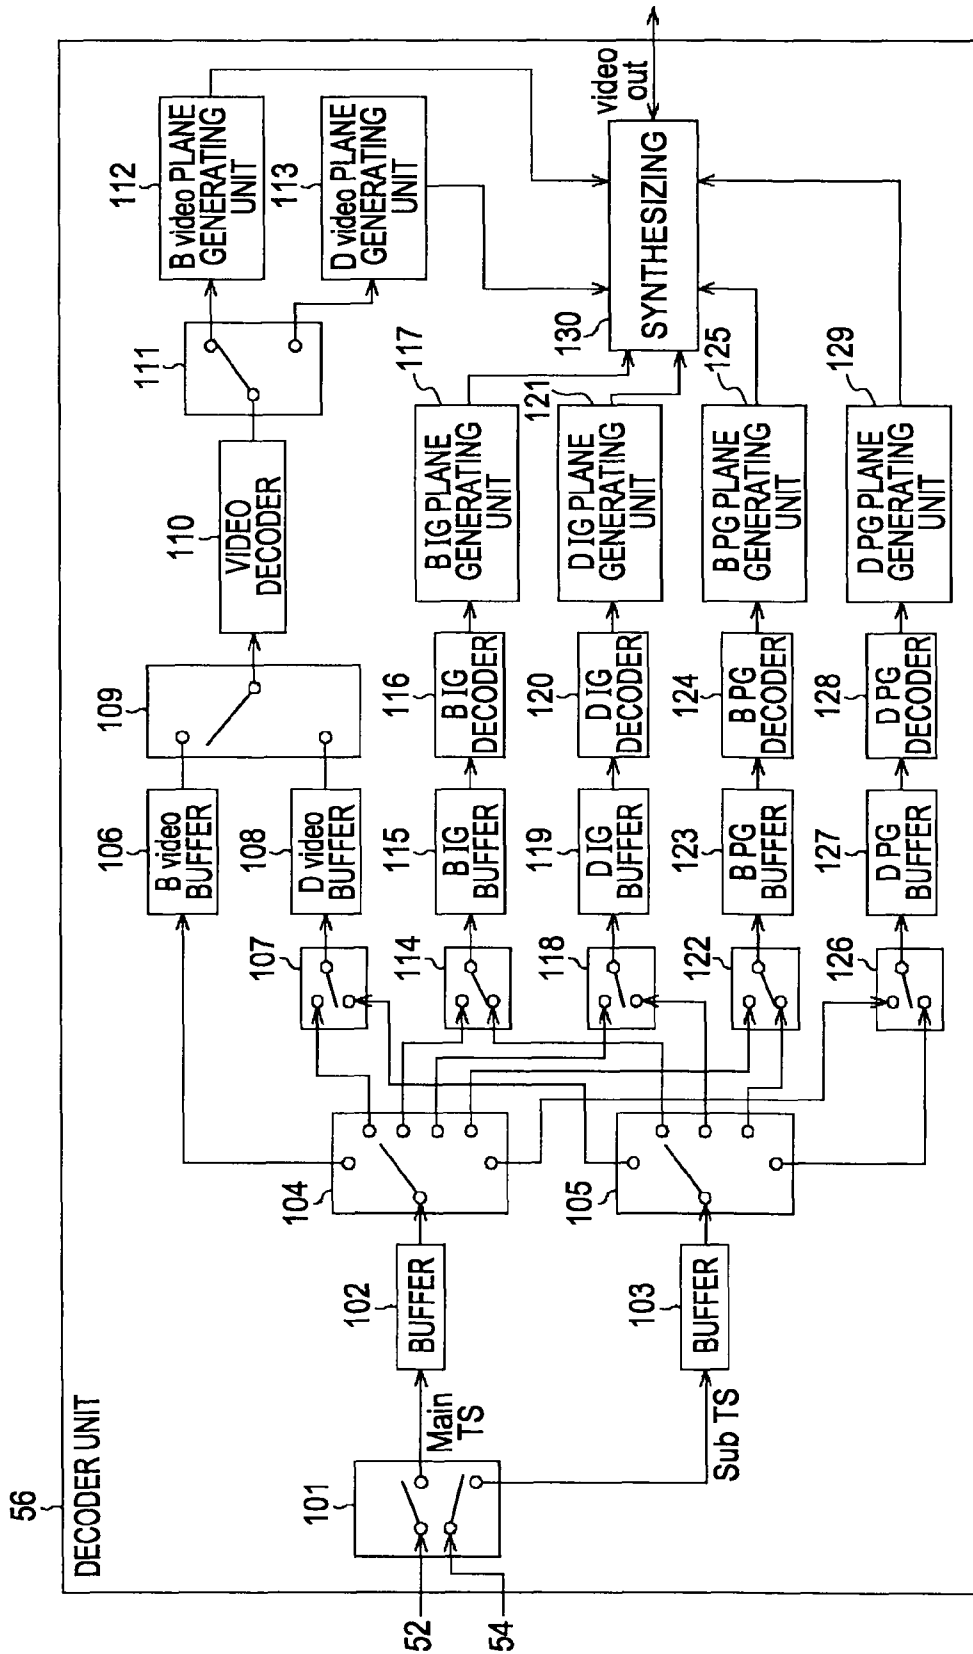 56
DECODER UNIT
52
54
101
Main
TS
Sub TS
102
BUFFER
103
BUFFER
104
105
106
B video
BUFFER
107
108
D video
BUFFER
109
110
VIDEO
DECODER
111
112
B video PLANE
GENERATING
UNIT
113
D video PLANE
GENERATING
UNIT
114
115
B IG
BUFFER
116
B IG
DECODER
117
B IG PLANE
GENERATING
UNIT
118
119
D IG
BUFFER
120
D IG
DECODER
121
D IG PLANE
GENERATING
UNIT
122
123
B PG
BUFFER
124
B PG
DECODER
125
B PG PLANE
GENERATING
UNIT
126
127
D PG
BUFFER
128
D PG
DECODER
129
D PG PLANE
GENERATING
UNIT
130
SYNTHESIZING
video
out